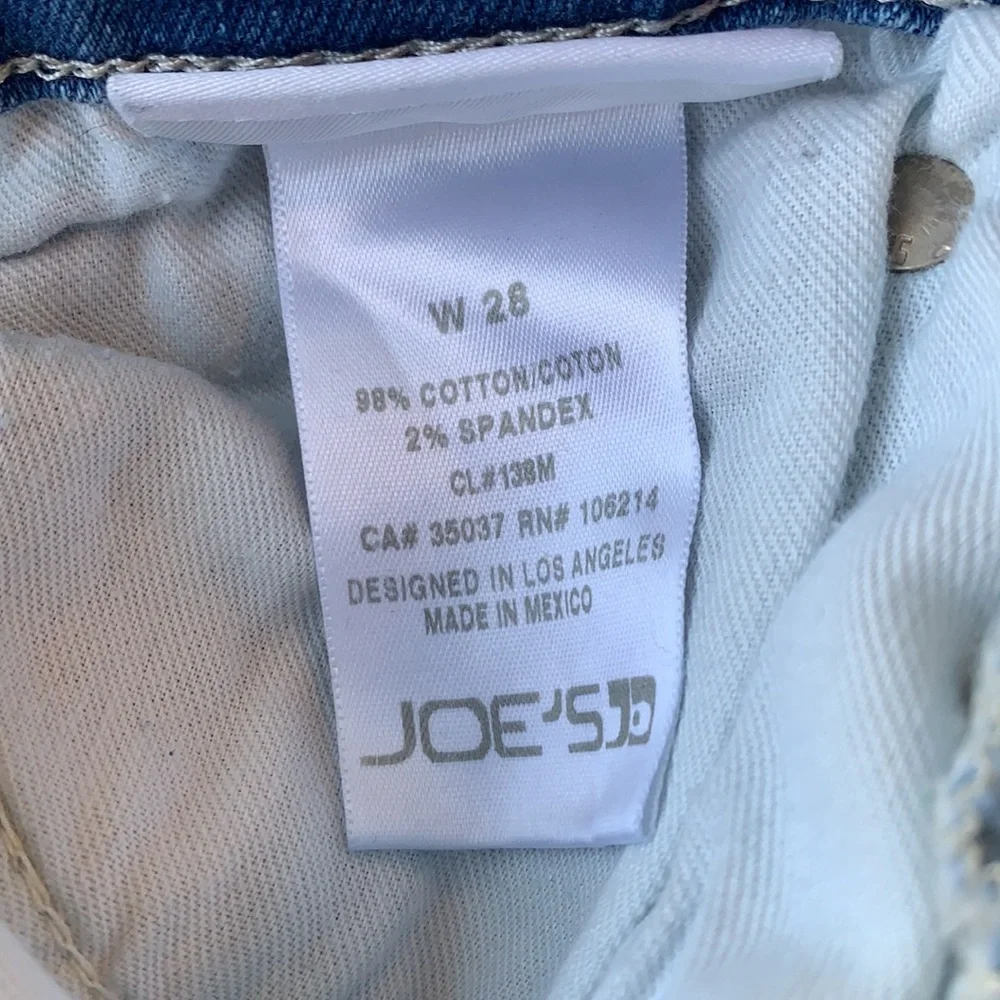 W 28
98% COTTON/COTON
2% SPANDEX
CL#138M
CA# 35037 RN# 106214
DESIGNED IN LOS ANGELES
MADE IN MEXICO
JOE'S